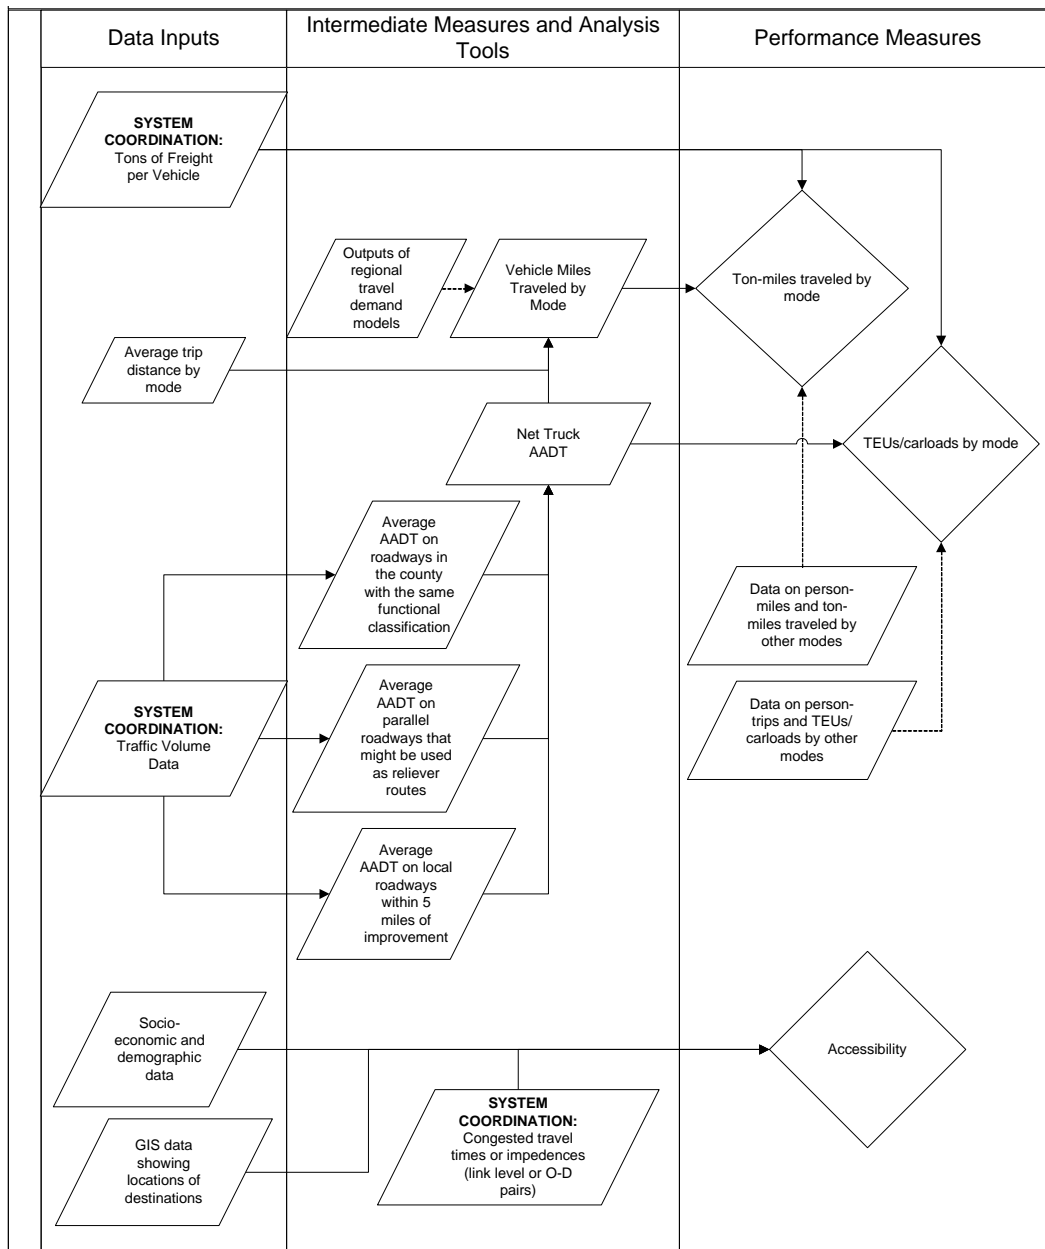 Data Inputs
Intermediate Measures and Analysis
Tools
Performance Measures
SYSTEM
COORDINATION:
Tons of Freight
per Vehicle
Outputs of
regional
travel
demand
models
Vehicle Miles
Traveled by
Mode
Ton-miles traveled by
mode
Average trip
distance by
mode
Net Truck
AADT
TEUs/carloads by mode
Average
AADT on
roadways in
the county
with the same
functional
classification
Data on person-
miles and ton-
miles traveled by
other modes
SYSTEM
COORDINATION:
Traffic Volume
Data
Average
AADT on
parallel
roadways that
might be used
as reliever
routes
Data on person-
trips and TEUs/
carloads by other
modes
Average
AADT on local
roadways
within 5
miles of
improvement
Socio-
economic and
demographic
data
Accessibility
SYSTEM
COORDINATION:
Congested travel
times or impedences
(link level or O-D
pairs)
GIS data
showing
locations of
destinations